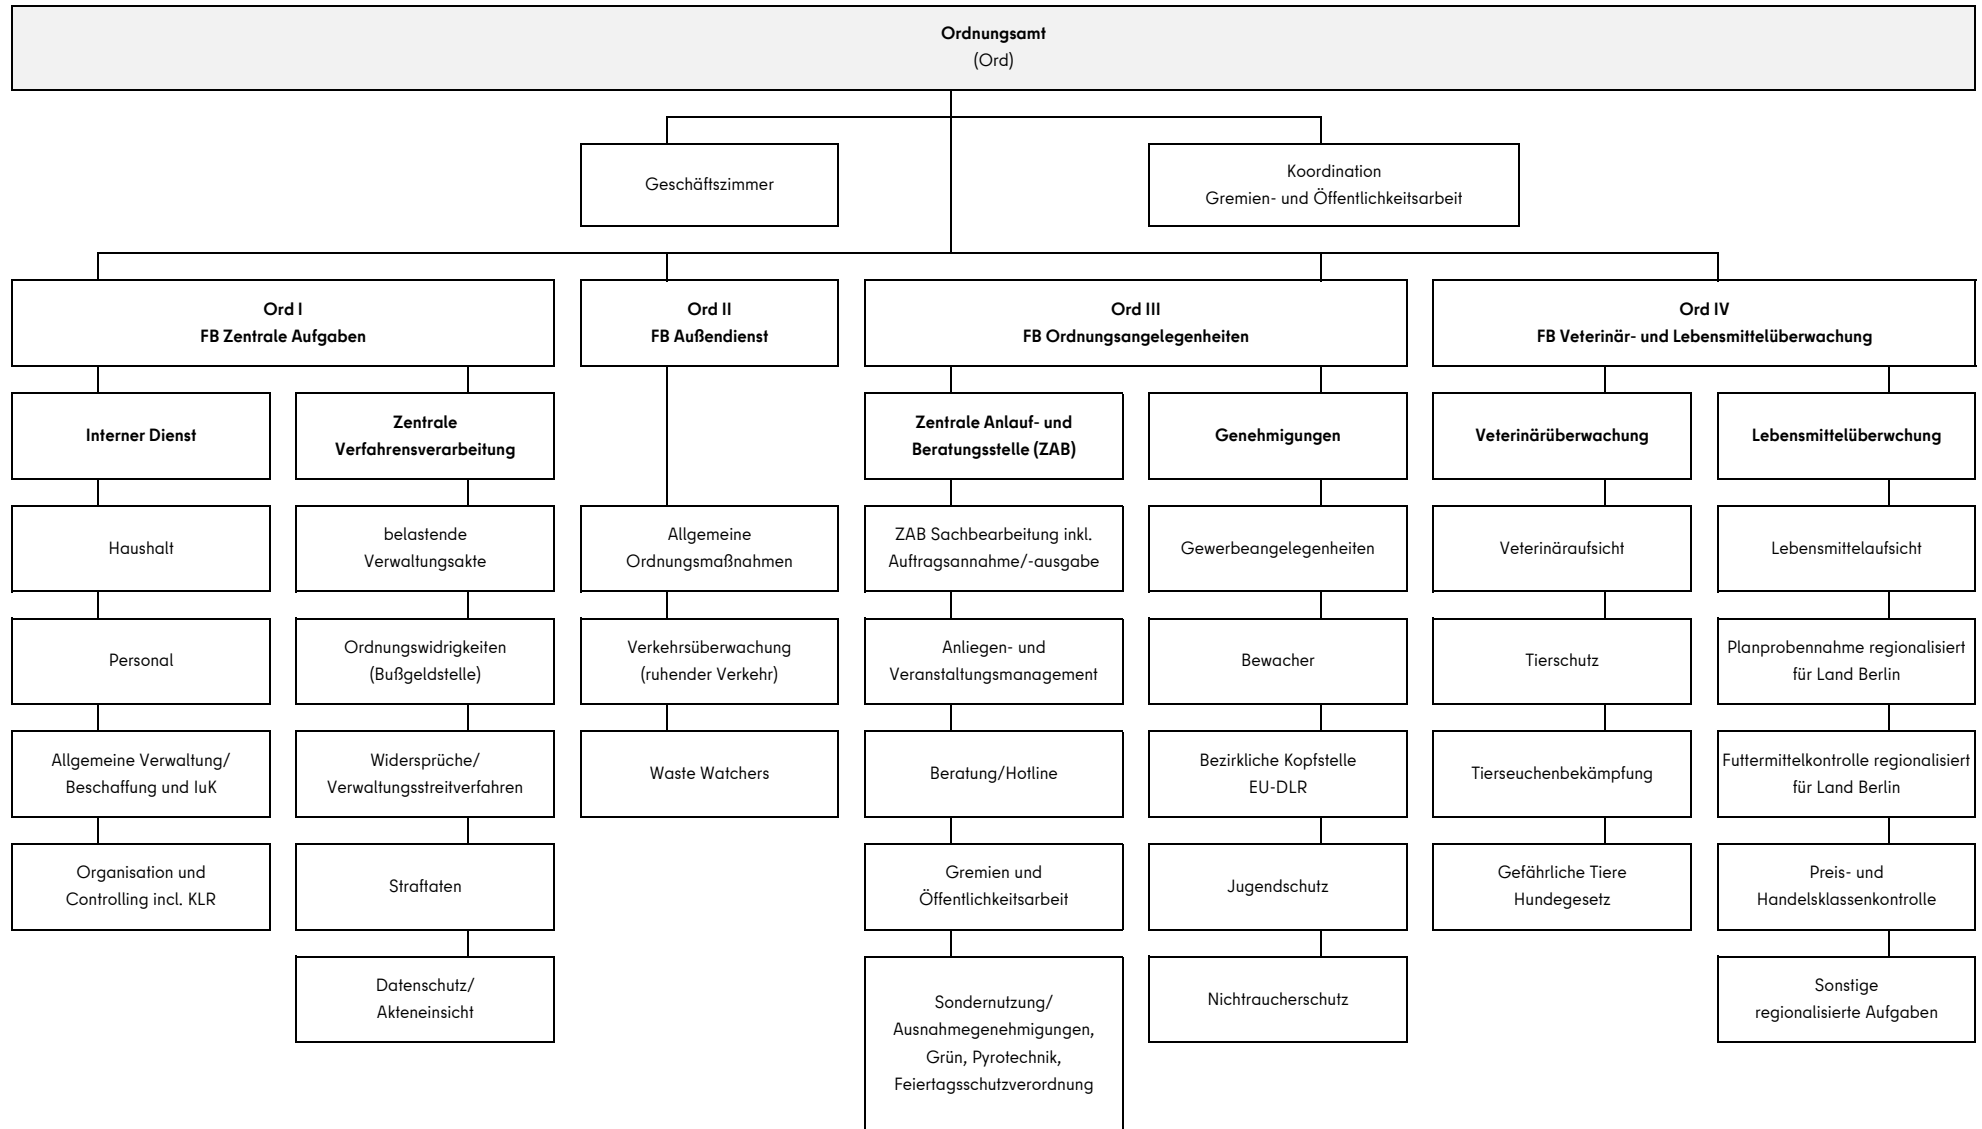 Ordnungsamt
(Ord)
Geschäftszimmer
Koordination
Gremien- und Öffentlichkeitsarbeit
Ord I
FB Zentrale Aufgaben
Ord II
FB Außendienst
Ord III
FB Ordnungsangelegenheiten
Ord IV
FB Veterinär- und Lebensmittelüberwachung
Interner Dienst
Zentrale
Verfahrensverarbeitung
Zentrale Anlauf- und
Beratungsstelle (ZAB)
Genehmigungen
Veterinärüberwachung
Lebensmittelüberwchung
Haushalt
belastende
Verwaltungsakte
Allgemeine
Ordnungsmaßnahmen
ZAB Sachbearbeitung inkl.
Auftragsannahme/-ausgabe
Gewerbeangelegenheiten
Veterinäraufsicht
Lebensmittelaufsicht
Personal
Ordnungswidrigkeiten
(Bußgeldstelle)
Verkehrsüberwachung
(ruhender Verkehr)
Anliegen- und
Veranstaltungsmanagement
Bewacher
Tierschutz
Planprobennahme regionalisiert
für Land Berlin
Allgemeine Verwaltung/
Beschaffung und IuK
Widersprüche/
Verwaltungsstreitverfahren
Waste Watchers
Beratung/Hotline
Bezirkliche Kopfstelle
EU-DLR
Tierseuchenbekämpfung
Futtermittelkontrolle regionalisiert
für Land Berlin
Organisation und
Controlling incl. KLR
Straftaten
Gremien und
Öffentlichkeitsarbeit
Jugendschutz
Gefährliche Tiere
Hundegesetz
Preis- und
Handelsklassenkontrolle
Datenschutz/
Akteneinsicht
Sondernutzung/
Ausnahmegenehmigungen,
Grün, Pyrotechnik,
Feiertagsschutzverordnung
Nichtraucherschutz
Sonstige
regionalisierte Aufgaben